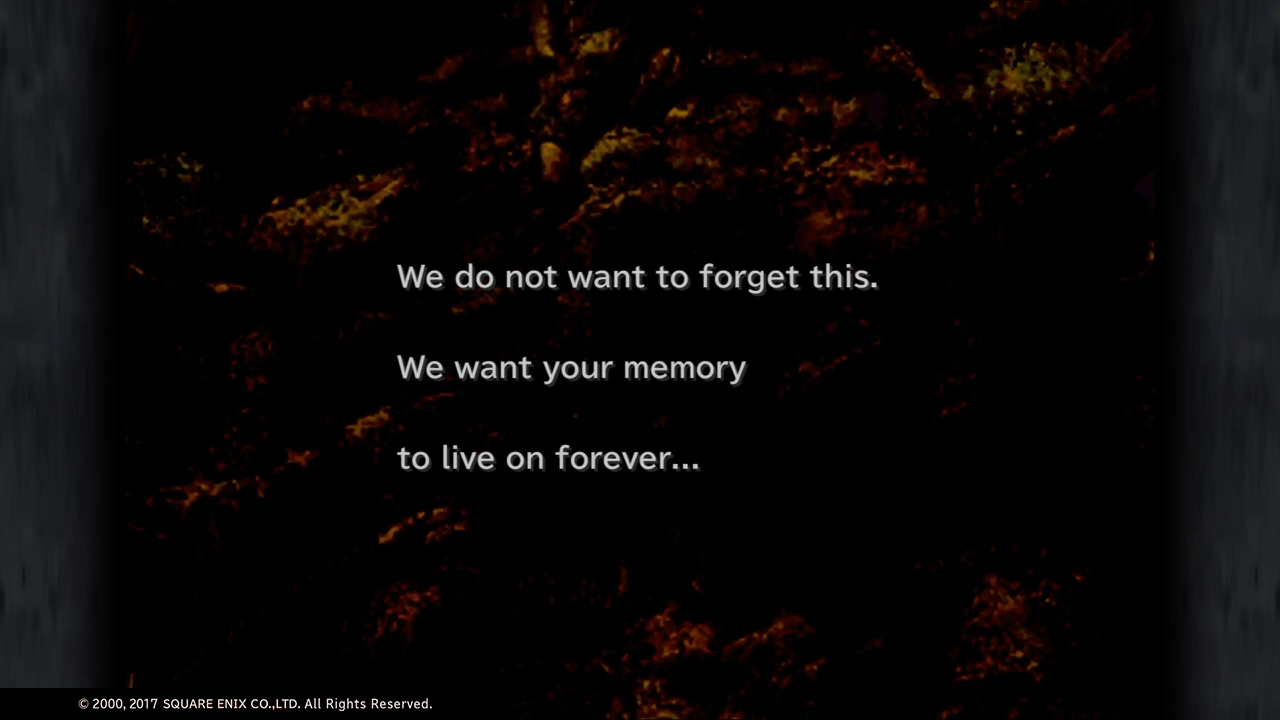 We do not want to forget this.
We want your memory
to live on forever...
© 2000, 2017 SQUARE ENIX CO.,LTD. All Rights Reserved.